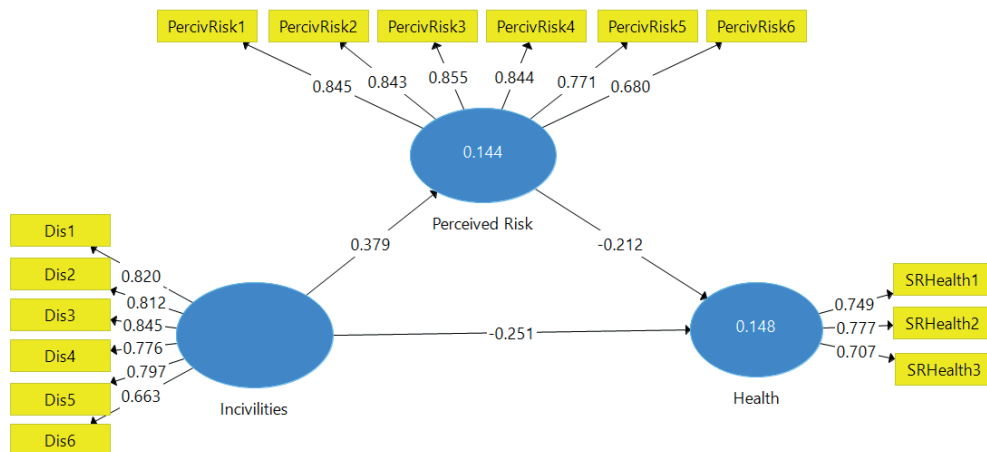 PercivRisk1 PercivRisk2 PercivRisk3 PercivRisk4 PercivRisk5 PercivRisk6
0.845 0.843 0.855 0.844 0.771 0.680
0.144
Perceived Risk
Dis1
Dis2
Dis3
Dis4
Dis5
Dis6
0.820
0.812
0.845
0.776
0.797
0.663
Incivilities
0.379
-0.212
-0.251
0.148
Health
0.749
0.777
0.707
SRHealth1
SRHealth2
SRHealth3